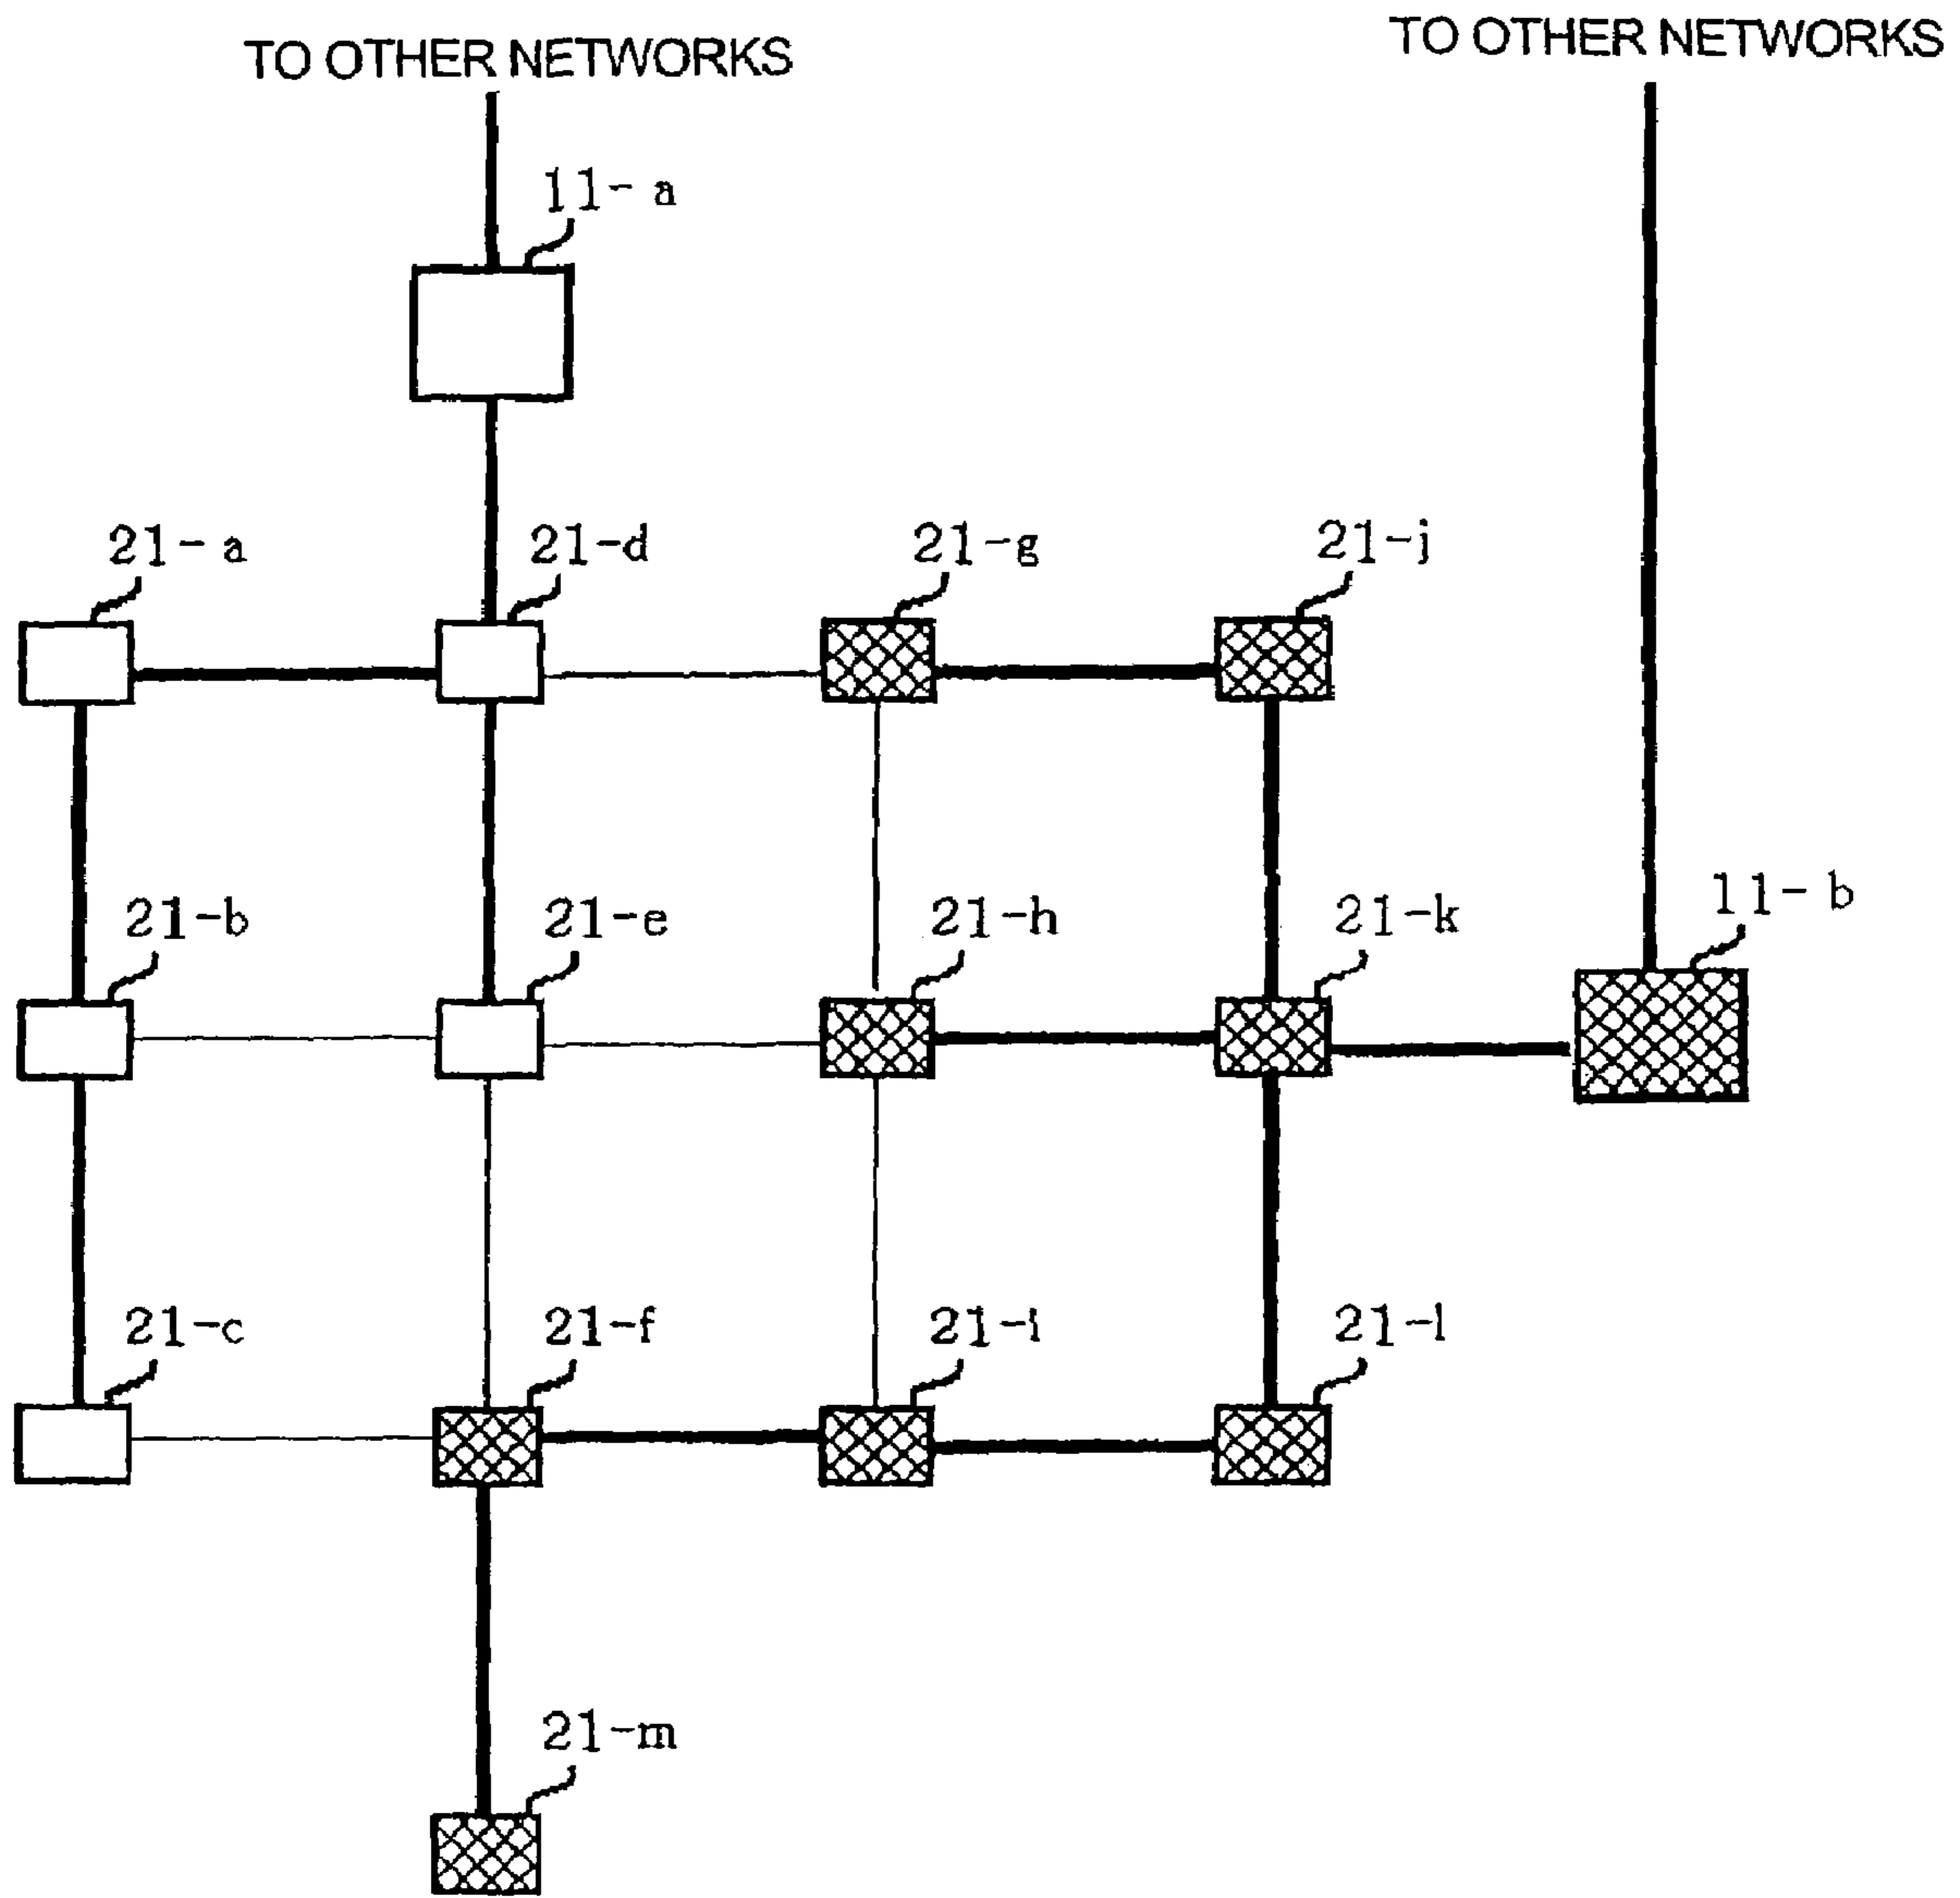 TO OTHER NETWORKS
TO OTHER NETWORKS
11-a
21-a
21-d
21-g
21-j
21-b
21-e
21-h
21-k
11-b
21-c
21-f
21-i
21-l
21-m